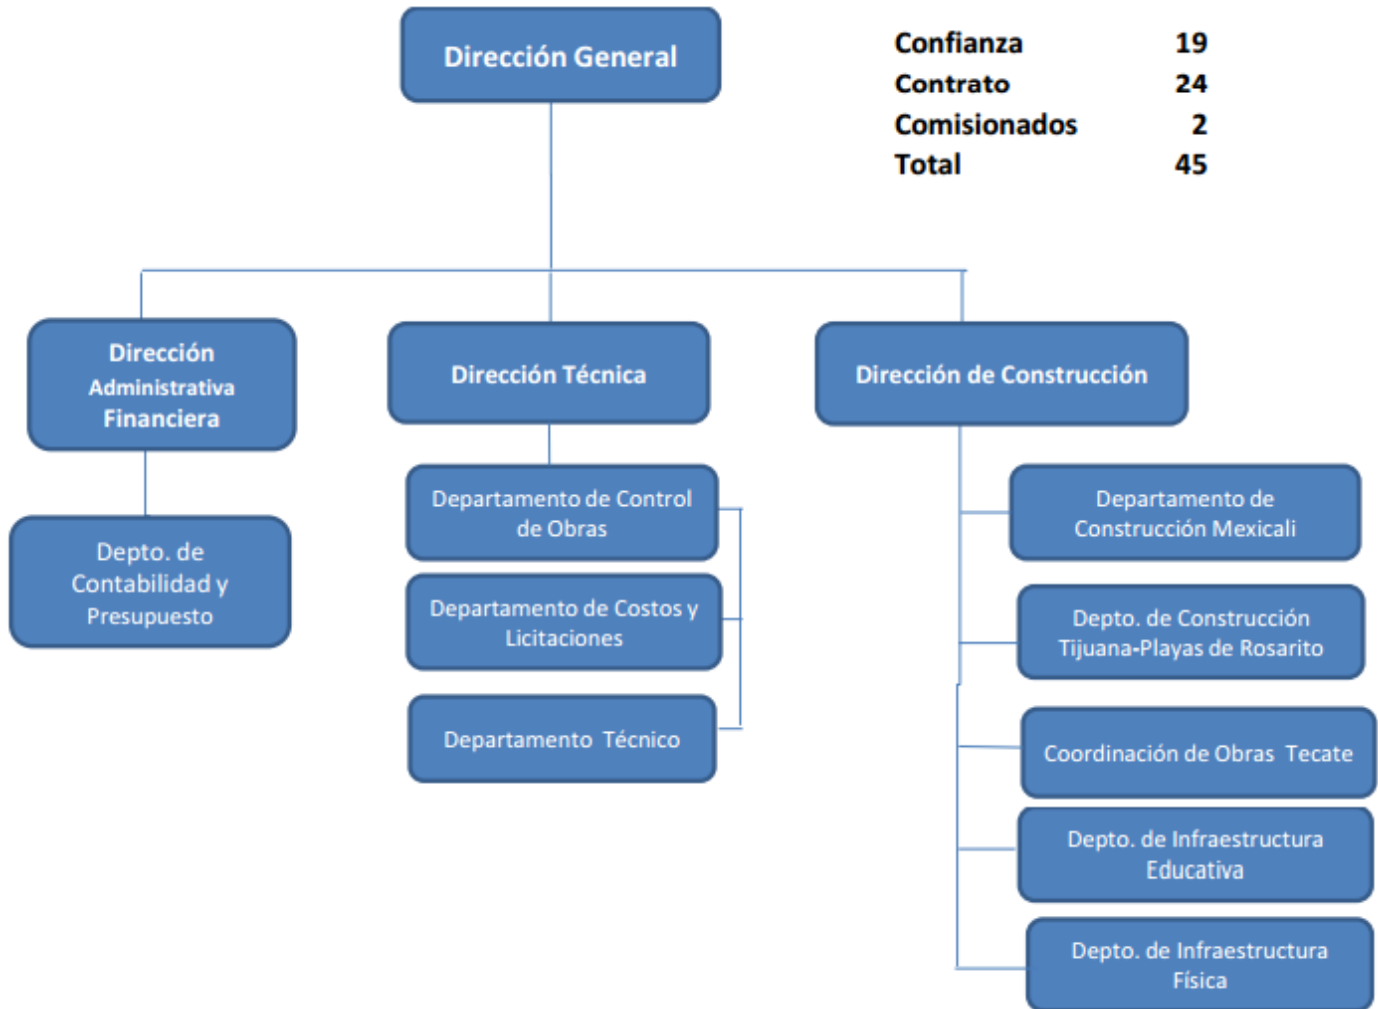 Dirección General
Confianza 19
Contrato 24
Comisionados 2
Total 45
Dirección
Administrativa
Financiera
Dirección Técnica
Dirección de Construcción
Depto. de
Contabilidad y
Presupuesto
Departamento de Control
de Obras
Departamento de Costos y
Licitaciones
Departamento Técnico
Departamento de
Construcción Mexicali
Depto. de Construcción
Tijuana-Playas de Rosarito
Coordinación de Obras Tecate
Depto. de Infraestructura
Educativa
Depto. de Infraestructura
Física